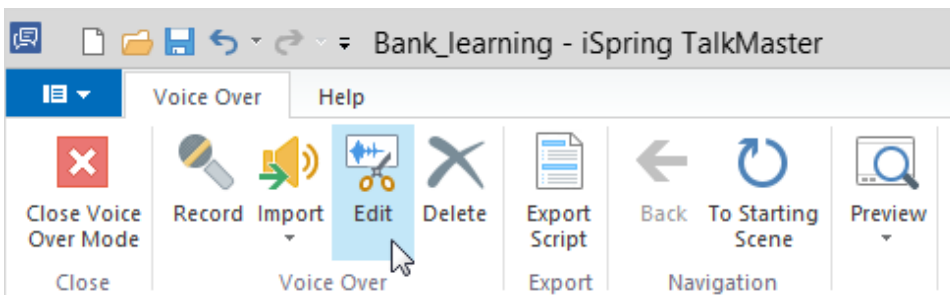 Bank_learning - iSpring TalkMaster
Voice Over Help
Close Voice
Over Mode
Record Import Edit Delete
Export
Script
Back To Starting
Scene
Preview
Close Voice Over Export Navigation